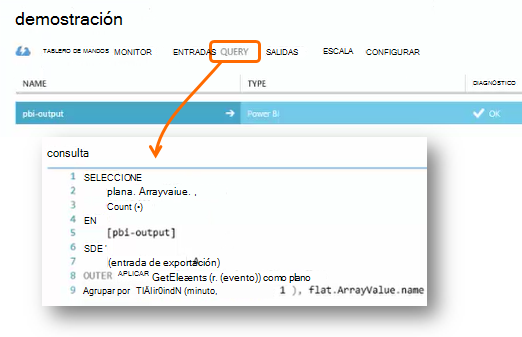 demostración
TABLERO DE MANDOS MONITOR ENTRADAS QUERY SALIDAS ESCALA CONFIGURAR
NAME TYPE DIAGNÓSTICO
pbi-output Power BI OK
consulta
1 SELECCIONE
2 plana. Arrayvaiue. ,
3 Count (•)
4 EN
5 [pbi-output]
6 SDE '
7 (entrada de exportación)
8 OUTER APLICAR GetElements (r. (evento)) como plano
9 Agrupar por (minuto, 1 ), flat.ArrayValue.name